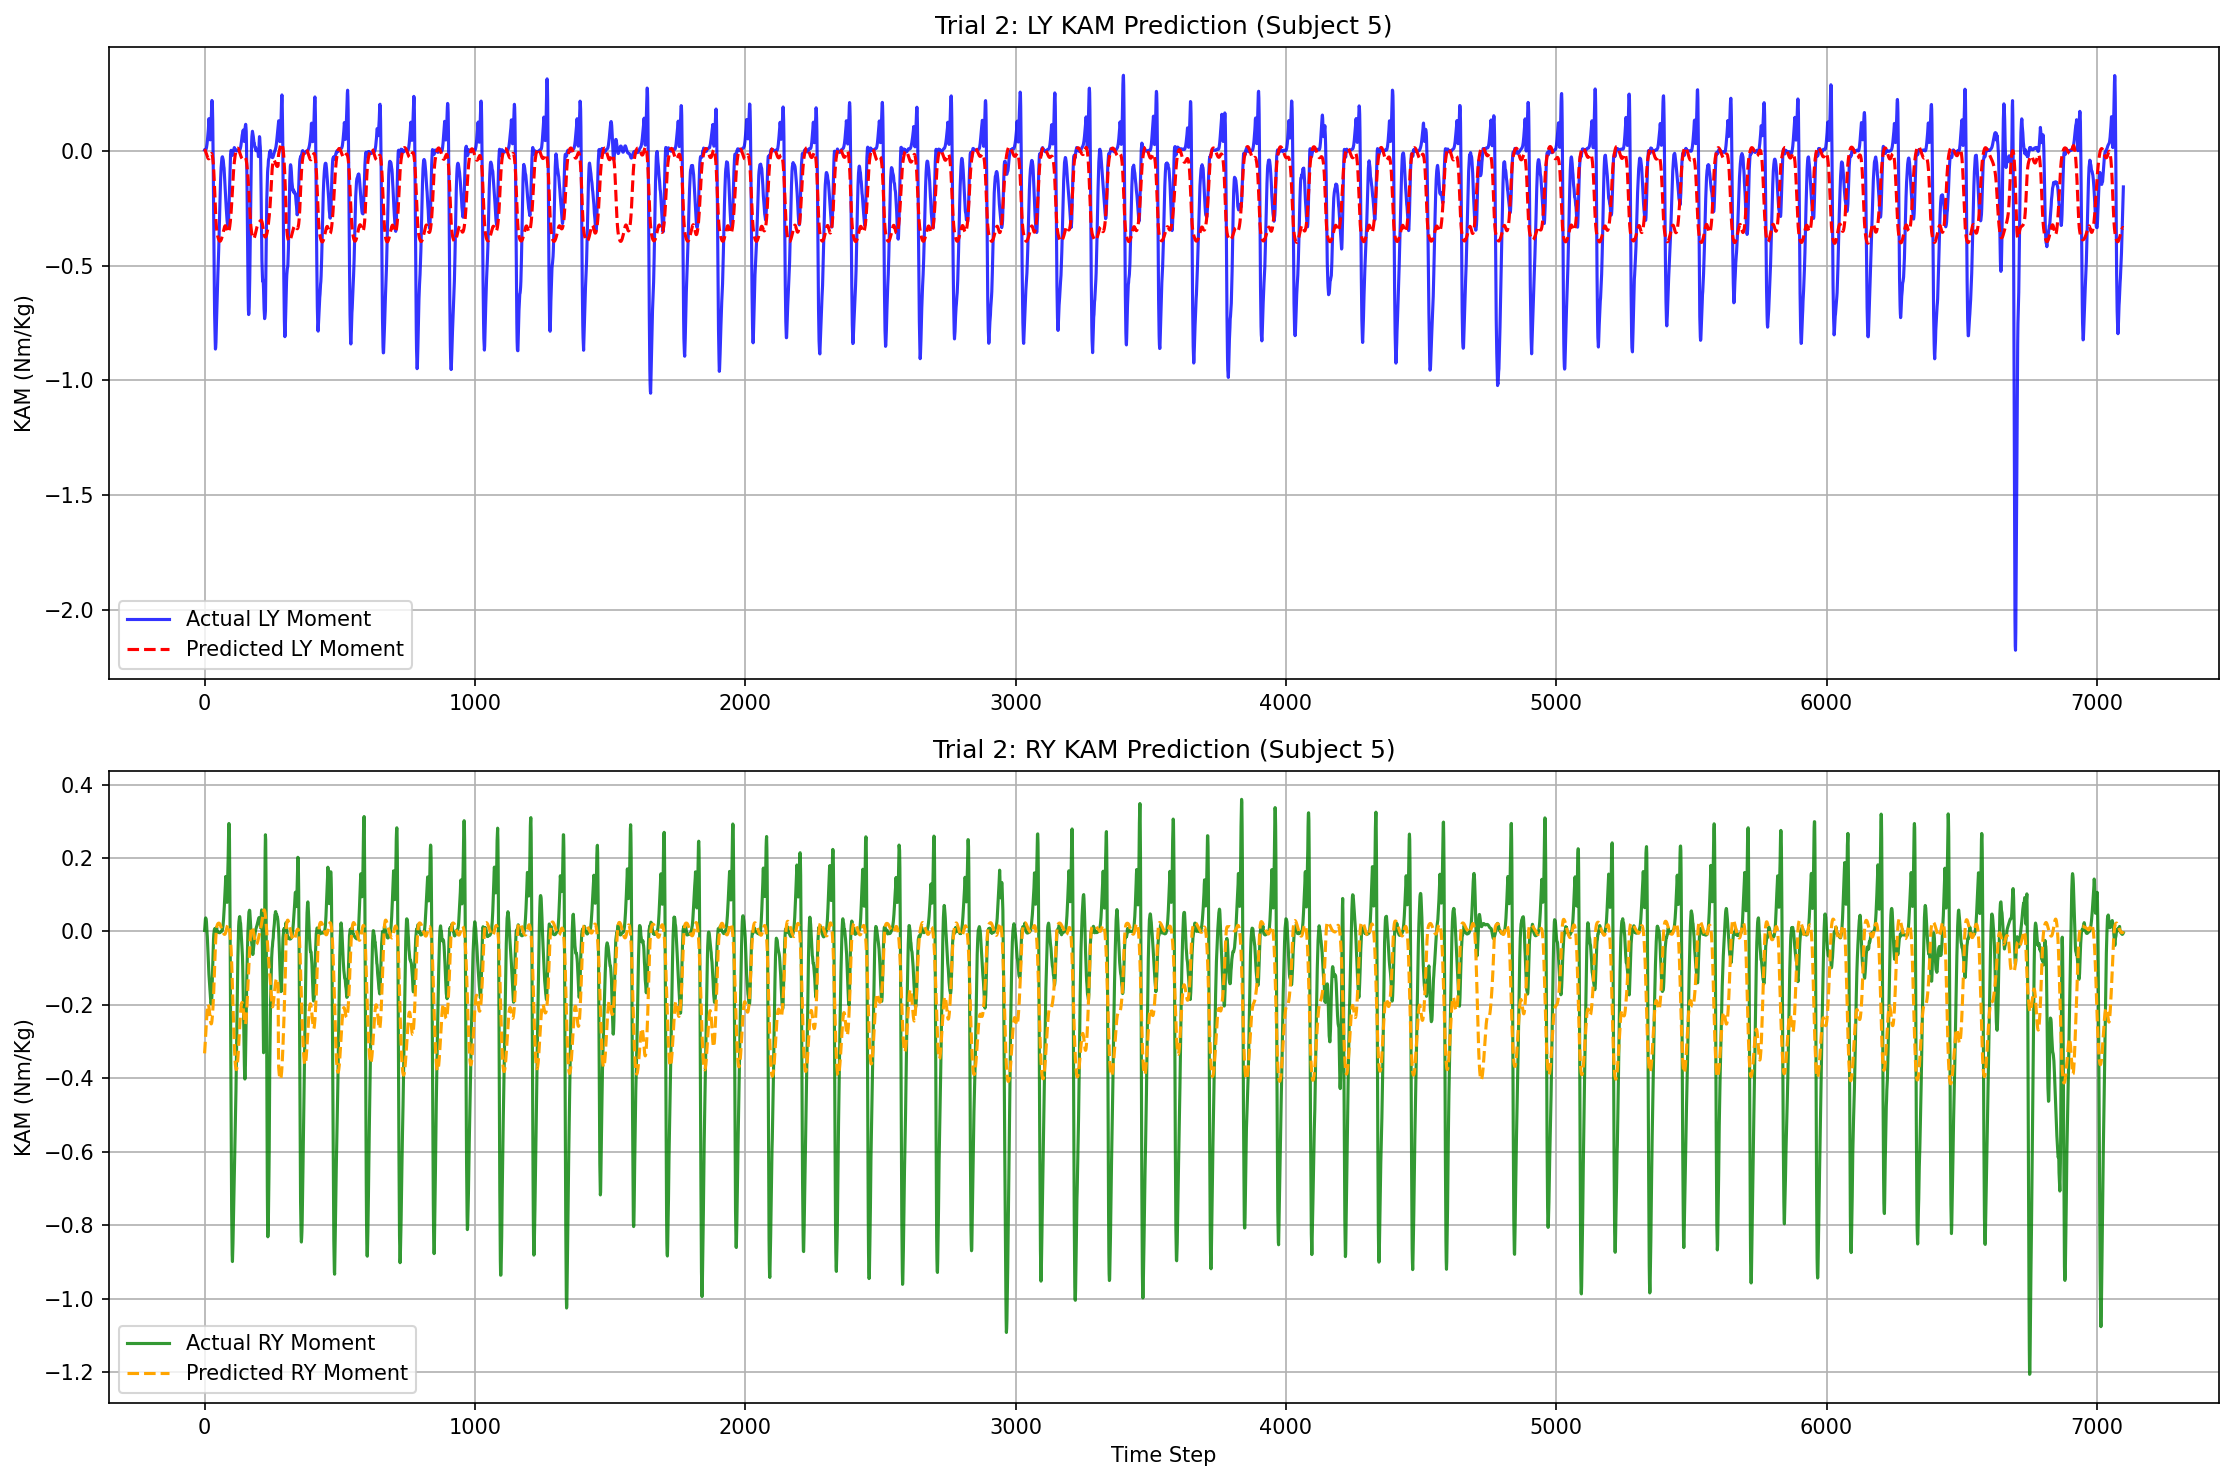 Trial 2: LY KAM Prediction (Subject 5)
KAM (Nm/Kg)
0.0
−0.5
−1.0
−1.5
−2.0
Actual LY Moment
Predicted LY Moment
0 1000 2000 3000 4000 5000 6000 7000
Trial 2: RY KAM Prediction (Subject 5)
KAM (Nm/Kg)
0.4
0.2
0.0
−0.2
−0.4
−0.6
−0.8
−1.0
−1.2
Actual RY Moment
Predicted RY Moment
0 1000 2000 3000 4000 5000 6000 7000
Time Step